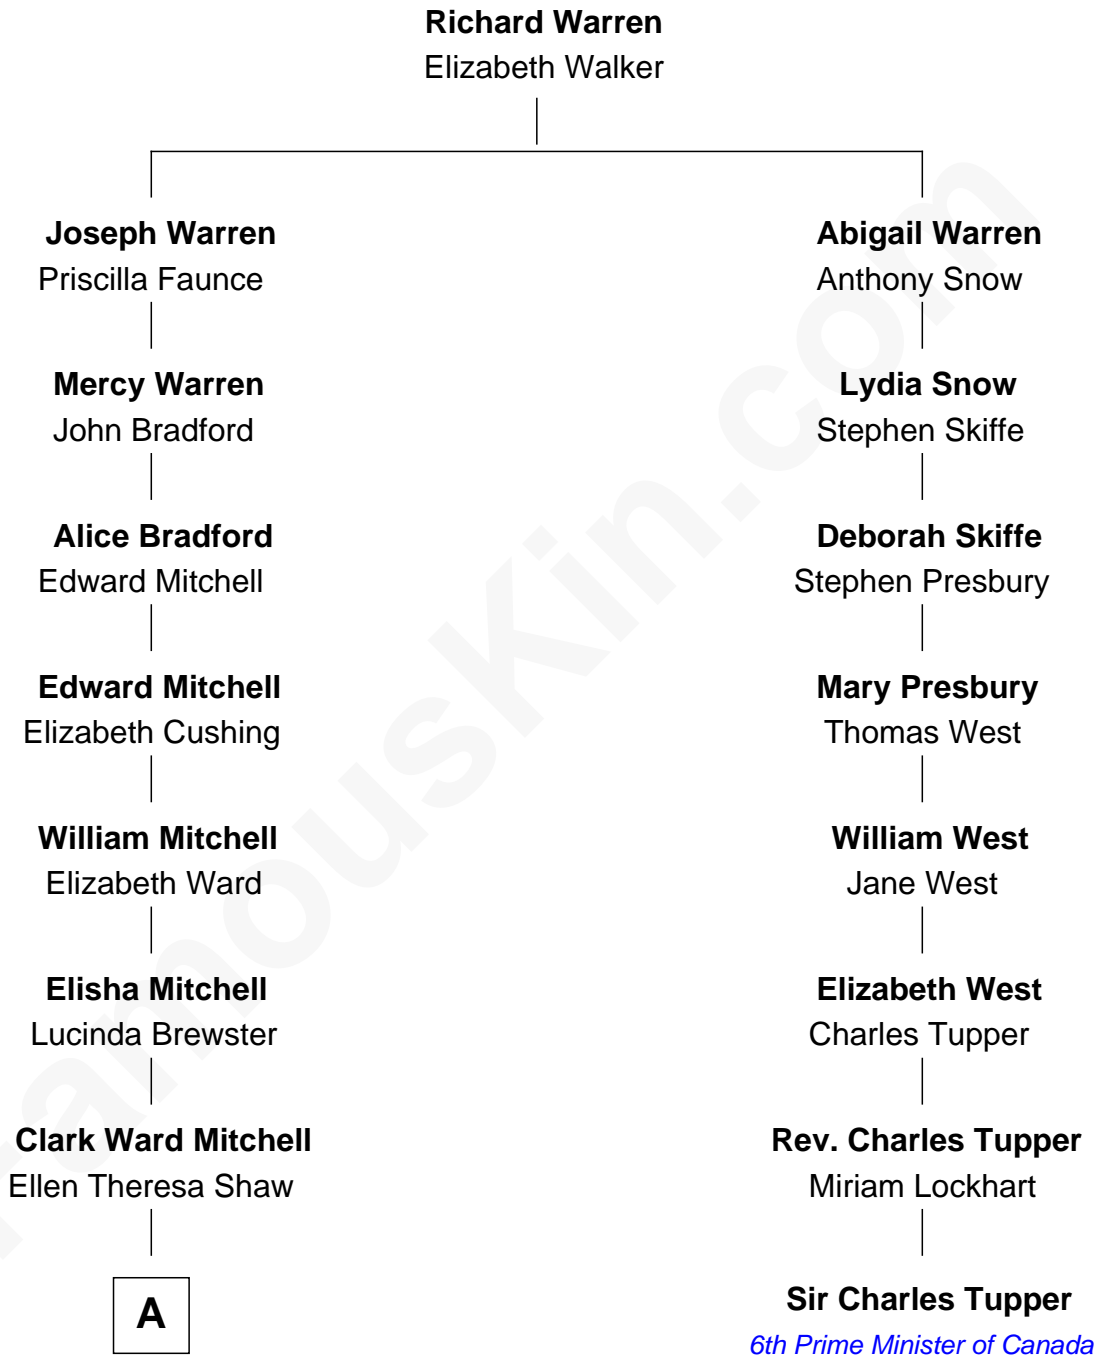 Richard Warren
Elizabeth Walker
Joseph Warren
Priscilla Faunce
Abigail Warren
Anthony Snow
Mercy Warren
John Bradford
Lydia Snow
Stephen Skiffe
Alice Bradford
Edward Mitchell
Deborah Skiffe
Stephen Presbury
Edward Mitchell
Elizabeth Cushing
Mary Presbury
Thomas West
William Mitchell
Elizabeth Ward
William West
Jane West
Elisha Mitchell
Lucinda Brewster
Elizabeth West
Charles Tupper
Clark Ward Mitchell
Ellen Theresa Shaw
Rev. Charles Tupper
Miriam Lockhart
A
Sir Charles Tupper
6th Prime Minister of Canada
FamousKin.com